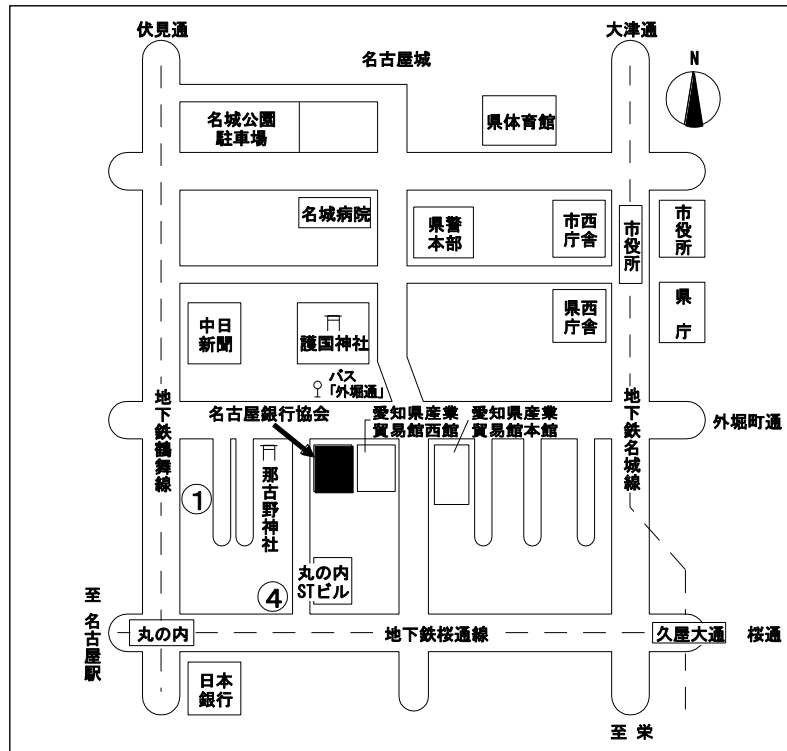 伏見通
大津通
名古屋城
N
名城公園
駐車場
県体育館
名城病院
県警
本部
市西
庁舎
市役所
市役所
中日
新聞
護国神社
県西
庁舎
県庁
バス
「外堀通」
地下鉄鶴舞線
名古屋銀行協会
愛知県産業
貿易館西館
愛知県産業
貿易館本館
地下鉄名城線
外堀町通
①
那古野神社
丸の内
STビル
④
至名古屋駅
丸の内
地下鉄桜通線
久屋大通
桜通
日本
銀行
至栄